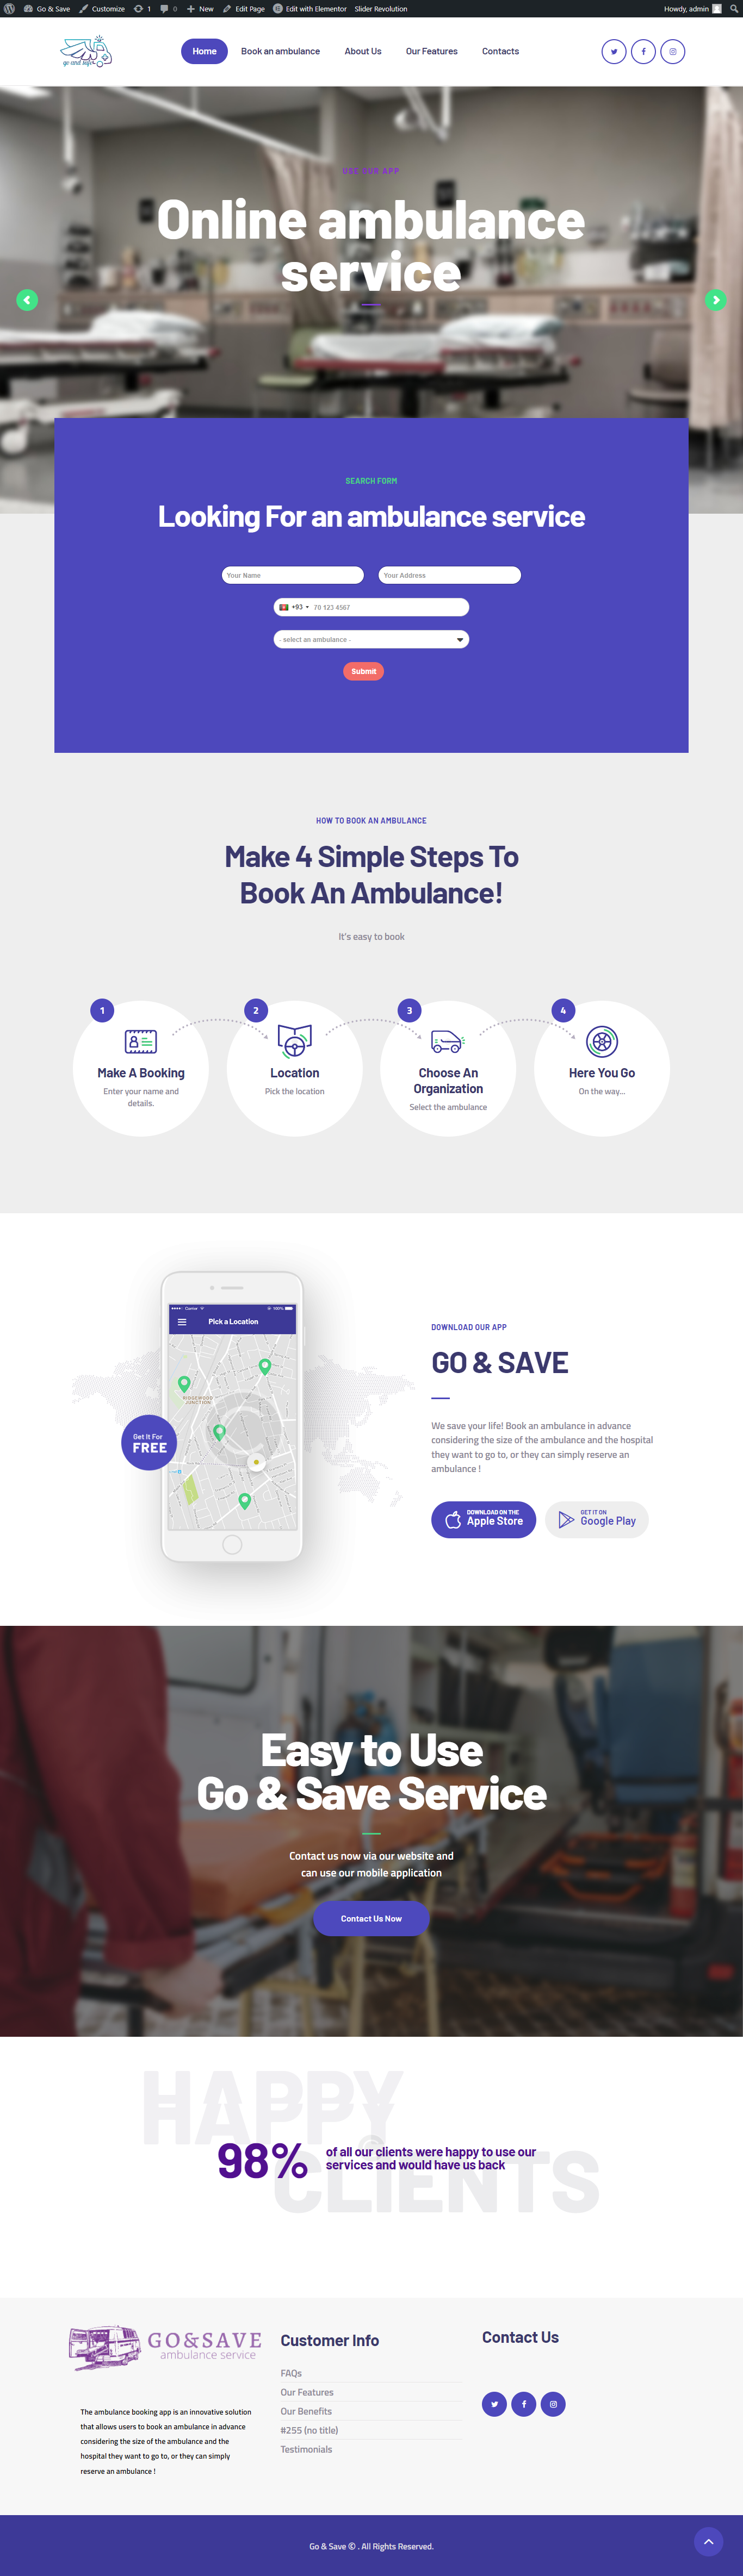 Go & Save
Customize
1
0
New
Edit Page
Edit with Elementor
Slider Revolution
Howdy, admin
go and safe
Home
Book an ambulance
About Us
Our Features
Contacts
USE OUR APP
Online ambulance
service
SEARCH FORM
Looking For an ambulance service
Your Name
Your Address
+93
70 123 4567
- select an ambulance -
Submit
HOW TO BOOK AN AMBULANCE
Make 4 Simple Steps To
Book An Ambulance!
It's easy to book
1
Make A Booking
Enter your name and
details.
2
Location
Pick the location
3
Choose An
Organization
Select the ambulance
4
Here You Go
On the way...
Carrier
100%
Pick a Location
RIDGEWOOD
JUNCTION
Get It For
FREE
DOWNLOAD OUR APP
GO & SAVE
We save your life! Book an ambulance in advance
considering the size of the ambulance and the hospital
they want to go to, or they can simply reserve an
ambulance !
DOWNLOAD ON THE
Apple Store
GET IT ON
Google Play
Easy to Use
Go & Save Service
Contact us now via our website and
can use our mobile application
Contact Us Now
HAPPY
98%
of all our clients were happy to use our
services and would have us back
CLIENTS
GO&SAVE
ambulance service
The ambulance booking app is an innovative solution
that allows users to book an ambulance in advance
considering the size of the ambulance and the
hospital they want to go to, or they can simply
reserve an ambulance !
Customer Info
FAQs
Our Features
Our Benefits
#255 (no title)
Testimonials
Contact Us
Go & Save © . All Rights Reserved.